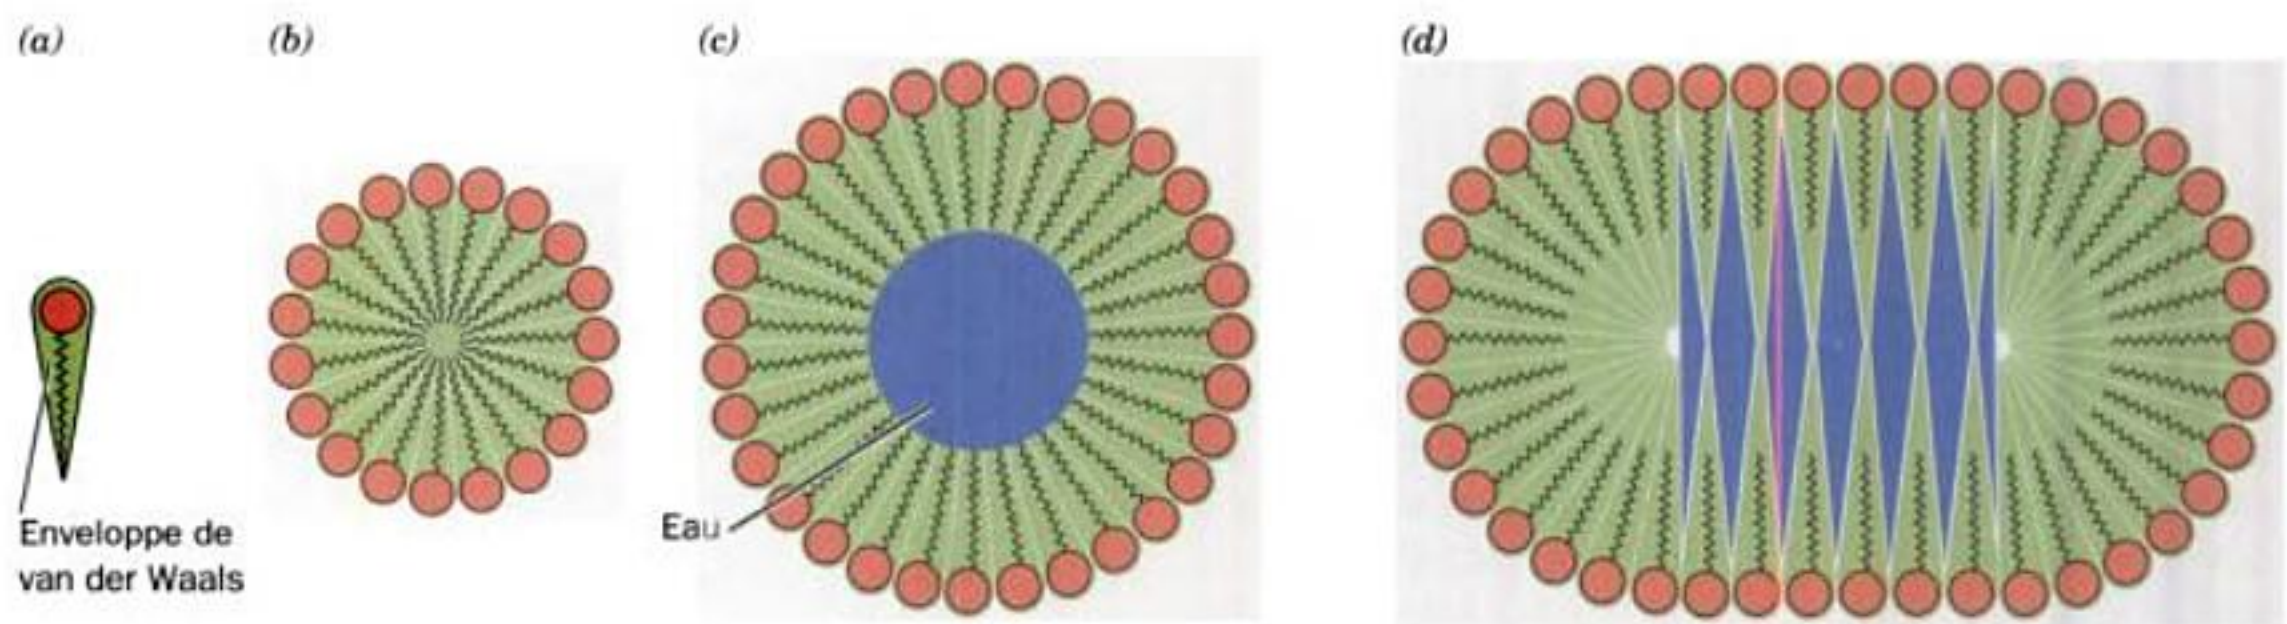 (a)
(b)
(c)
(d)
Enveloppe de
van der Waals
Eau